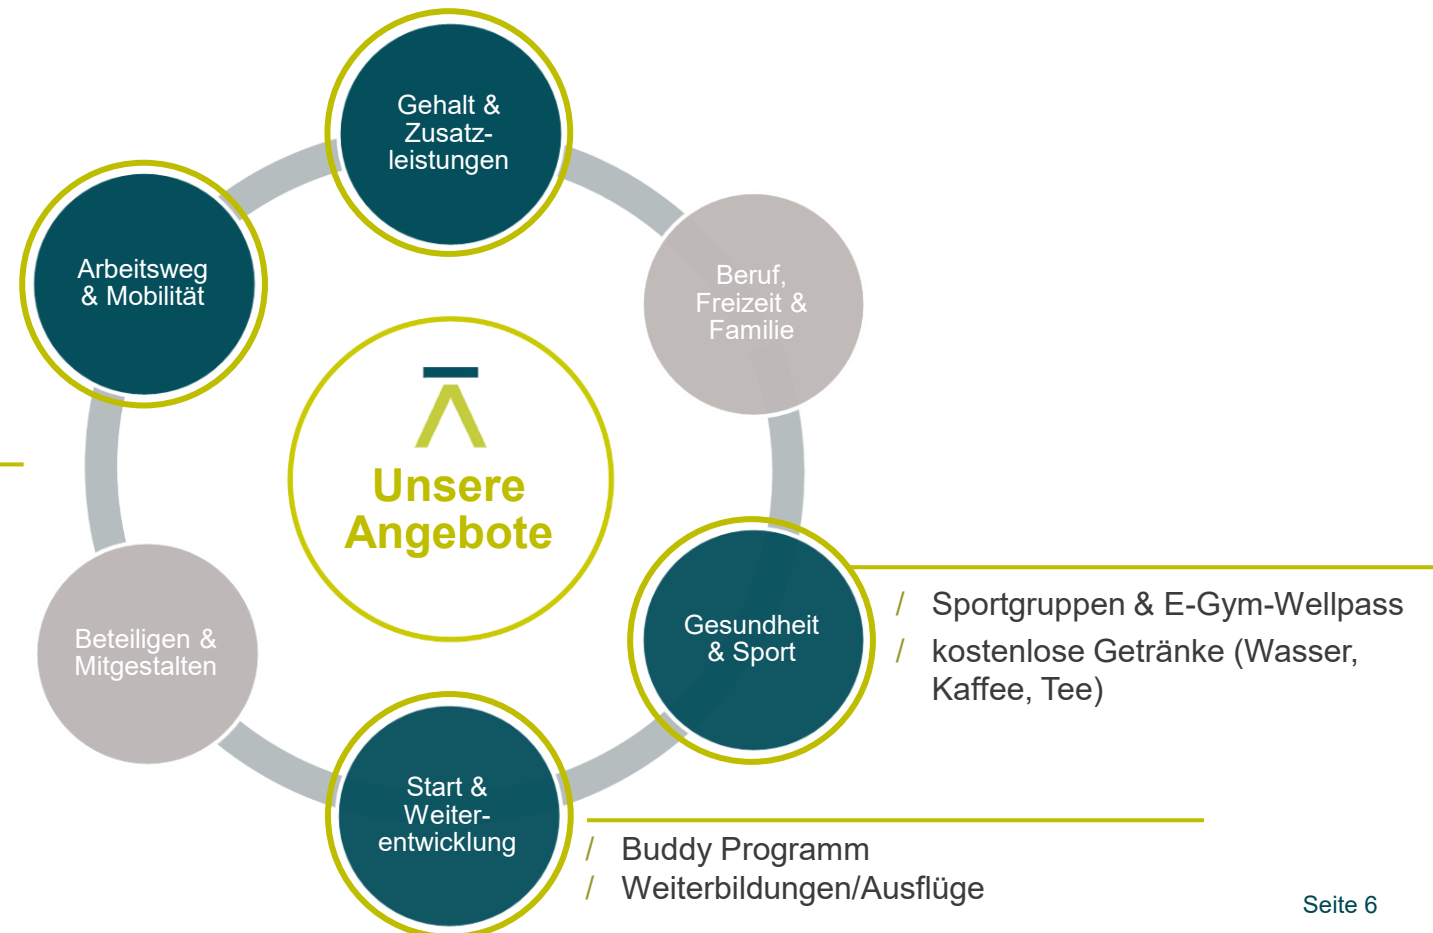 Gehalt &
Zusatz-
leistungen
Arbeitsweg
& Mobilität
Beruf,
Freizeit &
Familie
Unsere
Angebote
Beteiligen &
Mitgestalten
Gesundheit
& Sport
/ Sportgruppen & E-Gym-Wellpass
/ kostenlose Getränke (Wasser,
Kaffee, Tee)
Start &
Weiter-
entwicklung
/ Buddy Programm
/ Weiterbildungen/Ausflüge
Seite 6